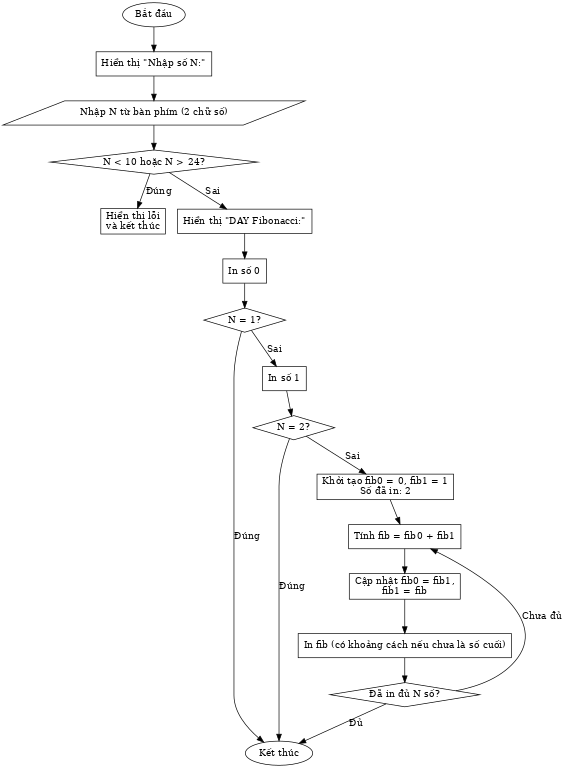 Bắt đầu
Hiển thị "Nhập số N:"
Nhập N từ bàn phím (2 chữ số)
N < 10 hoặc N > 24?
Đúng
Sai
Hiển thị lỗi
và kết thúc
Hiển thị "DAY Fibonacci:"
In số 0
N = 1?
Sai
In số 1
N = 2?
Sai
Khởi tạo fib0 = 0, fib1 = 1
Số đã in: 2
Tính fib = fib0 + fib1
Đúng
Cập nhật fib0 = fib1,
fib1 = fib
Đúng
Chưa đủ
In fib (có khoảng cách nếu chưa là số cuối)
Đã in đủ N số?
Đủ
Kết thúc